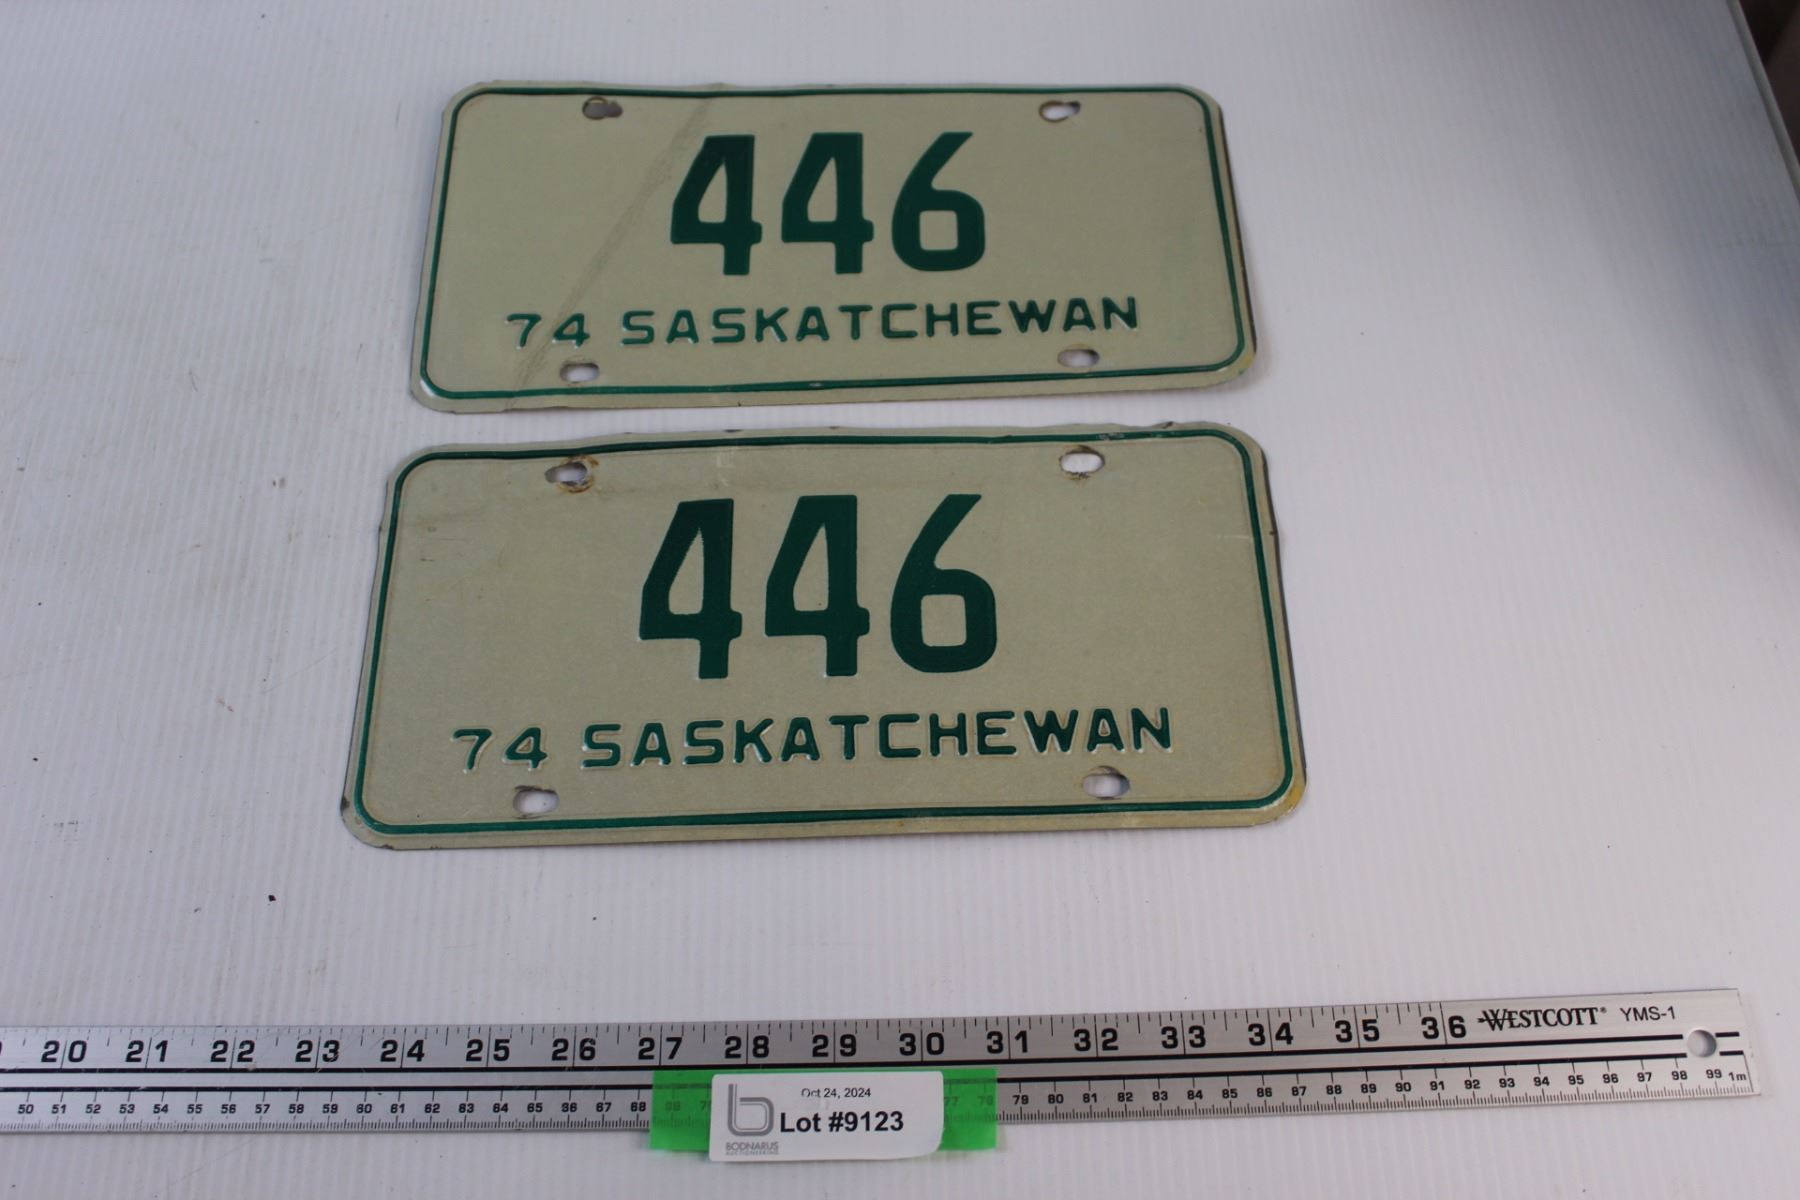 446
74 SASKATCHEWAN
446
74 SASKATCHEWAN
20 21 22 23 24 25 26 27 28 29 30 31 32 33 34 35 36 WESTCOTT® YMS-1
50 51 52 53 54 55 56 57 58 59 60 61 62 63 64 65 66 67 68 77 78 79 80 81 82 83 84 85 86 87 88 89 90 91 92 93 94 95 96 97 98 99 1m
Oct 24, 2024
Lot #9123
BODNARUS
AUCTIONEERING